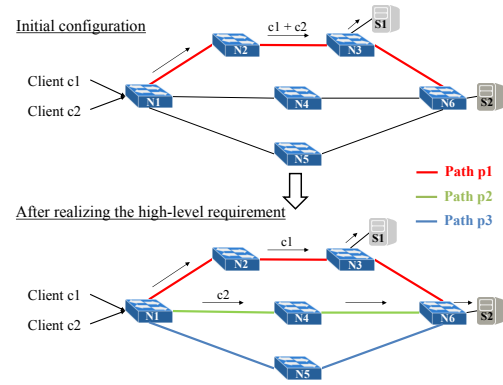 Initial configuration
c1 + c2
S1
N2
N3
Client c1
Client c2
N1
N4
N6
S2
N5
Path p1
Path p2
Path p3
After realizing the high-level requirement
c1
S1
N2
N3
Client c1
c2
Client c2
N1
N4
N6
S2
N5